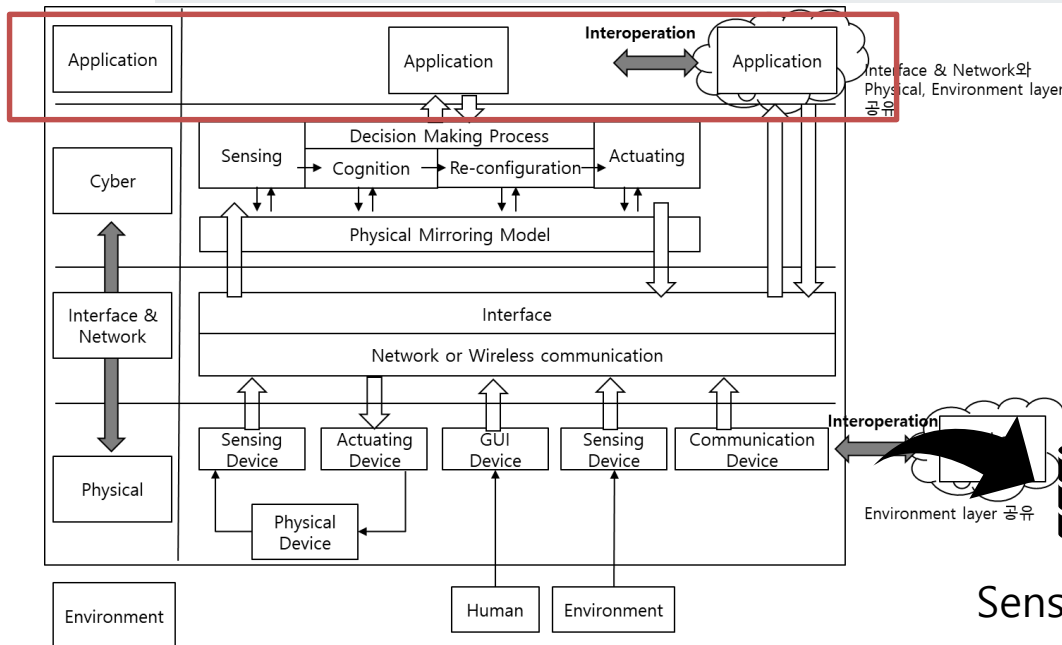 Application
Application
Interoperation
Application
Interface & Network와
Physical, Environment layer
공유
Cyber
Sensing
Decision Making Process
Cognition
Re-configuration
Actuating
Physical Mirroring Model
Interface &
Network
Interface
Network or Wireless communication
Physical
Sensing
Device
Actuating
Device
GUI
Device
Sensing
Device
Communication
Device
Interoperation
Physical
Device
Environment layer 공유
Environment
Human
Environment
Sens